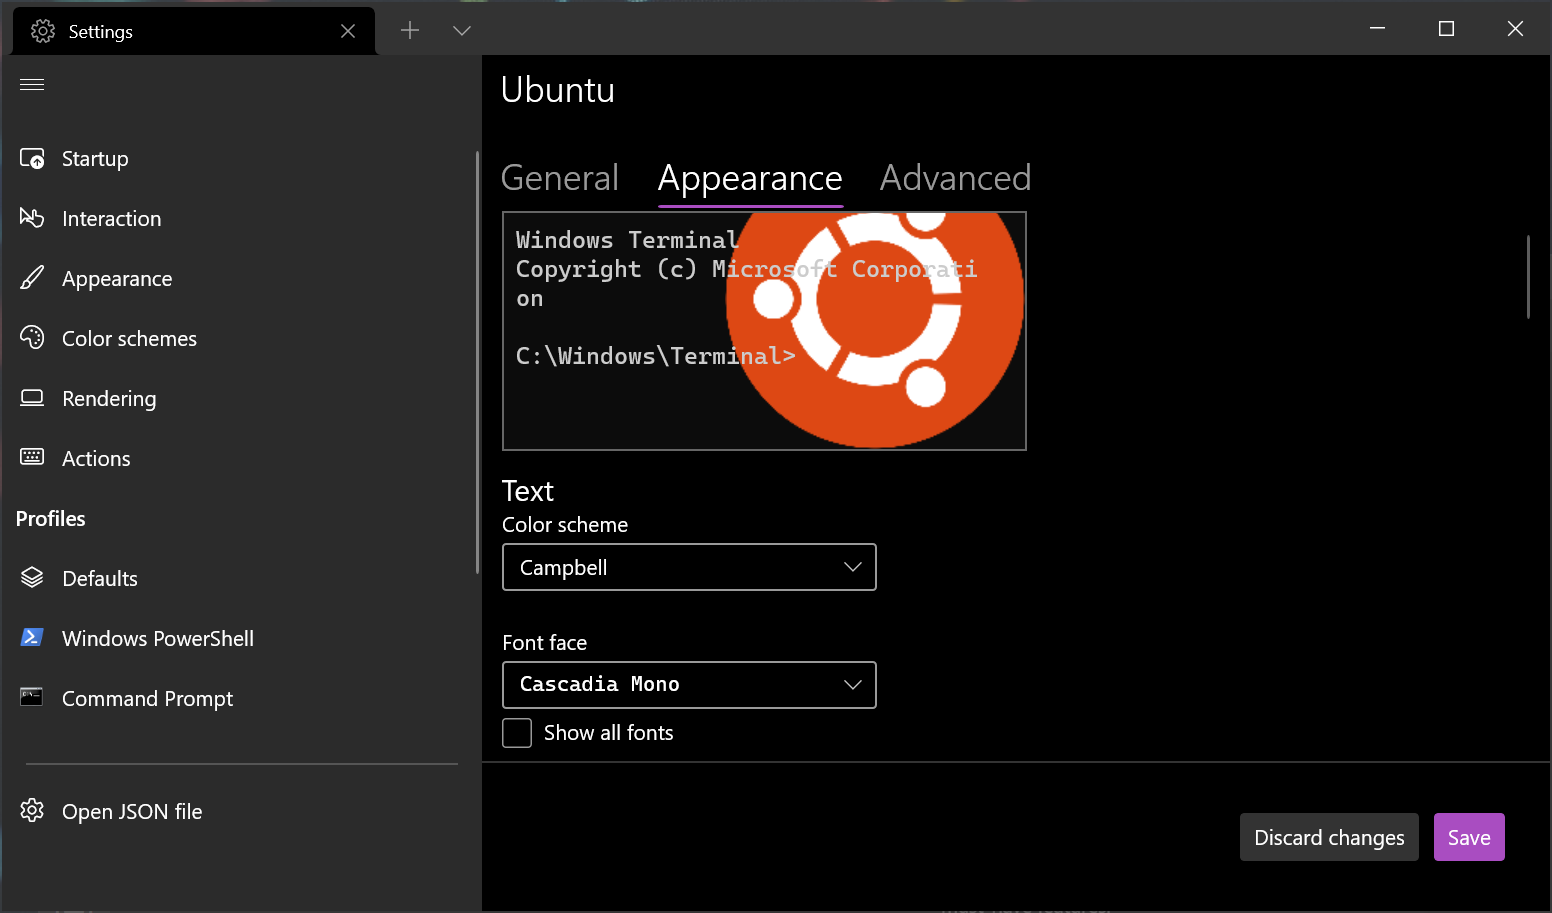 Settings
Startup
Interaction
Appearance
Color schemes
Rendering
Actions
Profiles
Defaults
Windows PowerShell
Command Prompt
Open JSON file
Ubuntu
General Appearance Advanced
Windows Terminal
Copyright (c) Microsoft Corporati
on
C:\Windows\Terminal>
Text
Color scheme
Campbell
Font face
Cascadia Mono
Show all fonts
Discard changes Save